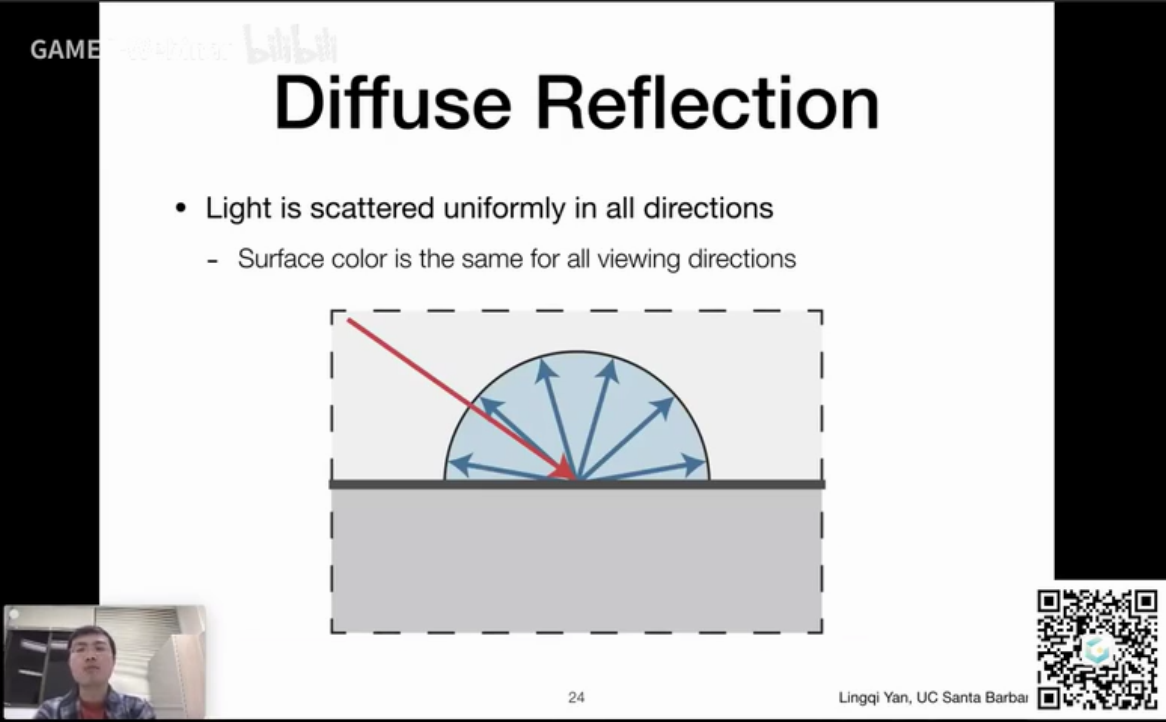 GAME
bilibili
Diffuse Reflection
• Light is scattered uniformly in all directions
- Surface color is the same for all viewing directions
24
Lingqi Yan, UC Santa Barbar